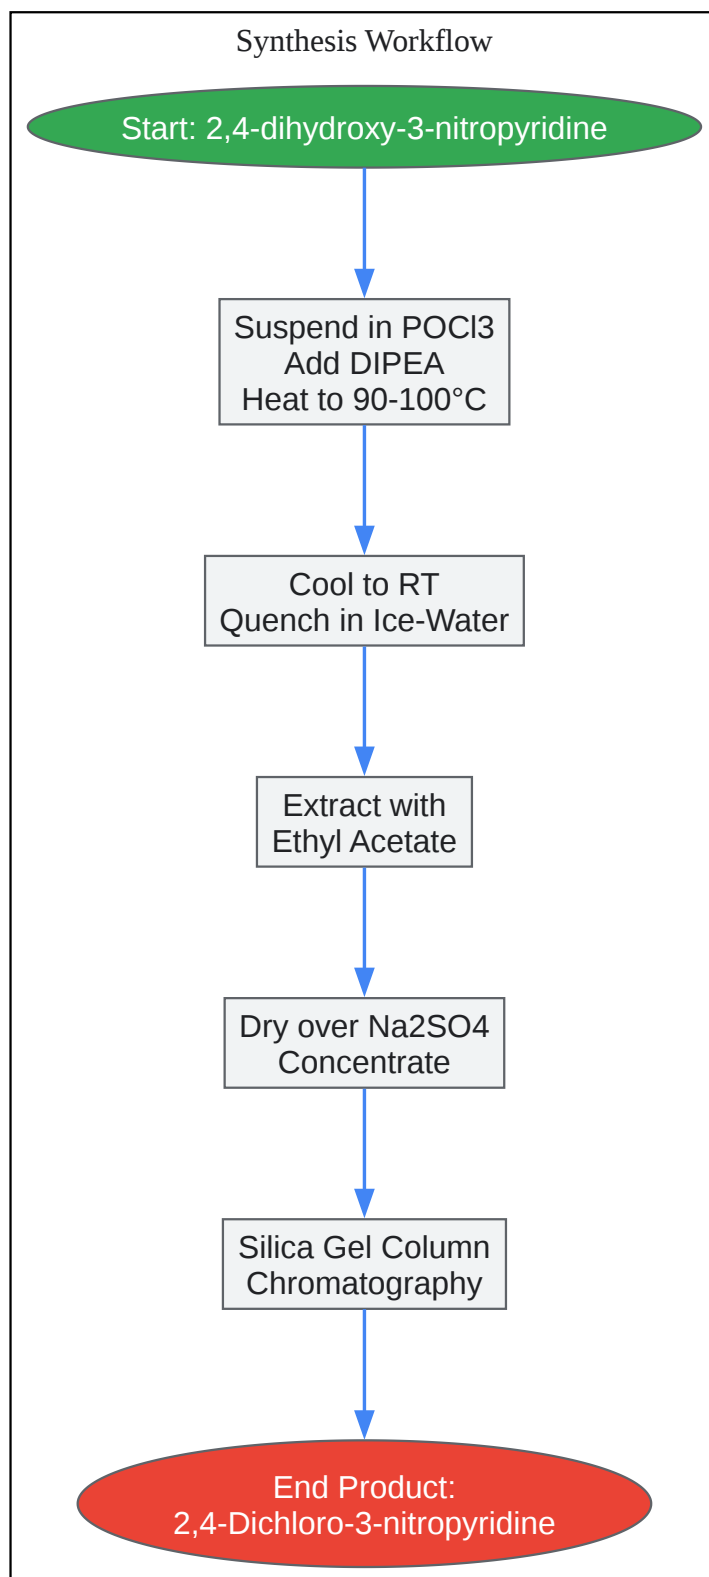 Synthesis Workflow
Start: 2,4-dihydroxy-3-nitropyridine
Suspend in POCl3
Add DIPEA
Heat to 90-100°C
Cool to RT
Quench in Ice-Water
Extract with
Ethyl Acetate
Dry over Na2SO4
Concentrate
Silica Gel Column
Chromatography
End Product:
2,4-Dichloro-3-nitropyridine